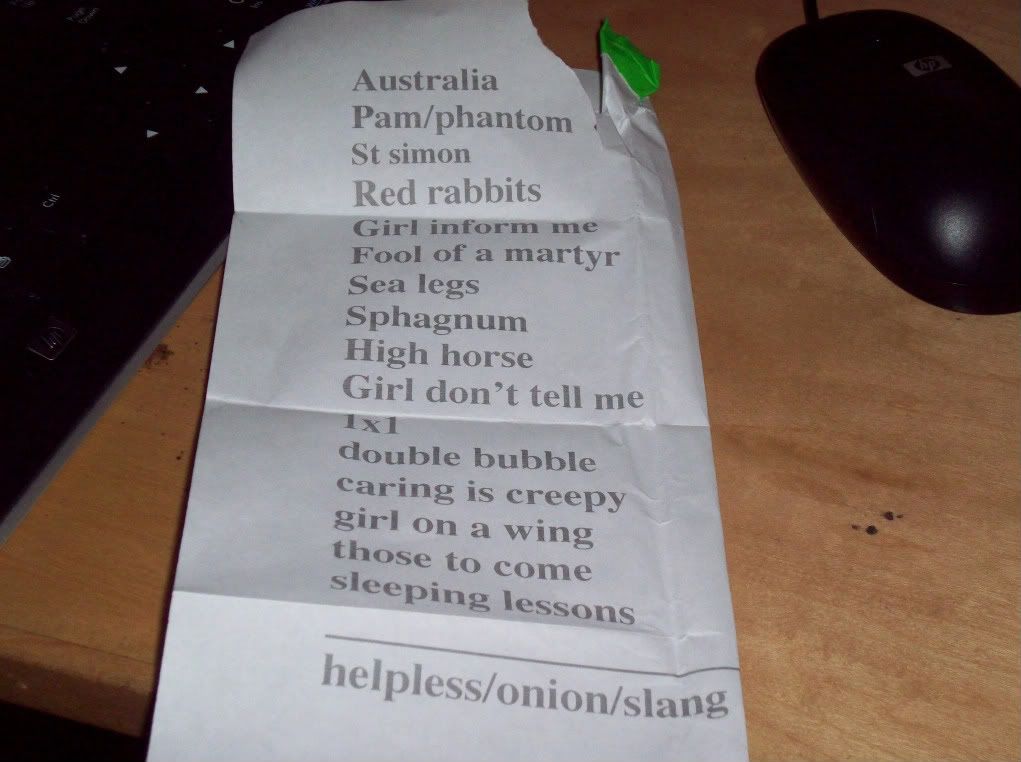 Australia
Pam/phantom
St simon
Red rabbits
Girl inform me
Fool of a martyr
Sea legs
Sphagnum
High horse
Girl don't tell me
1x1
double bubble
caring is creepy
girl on a wing
those to come
sleeping lessons
helpless/onion/slang
hp
Ctrl